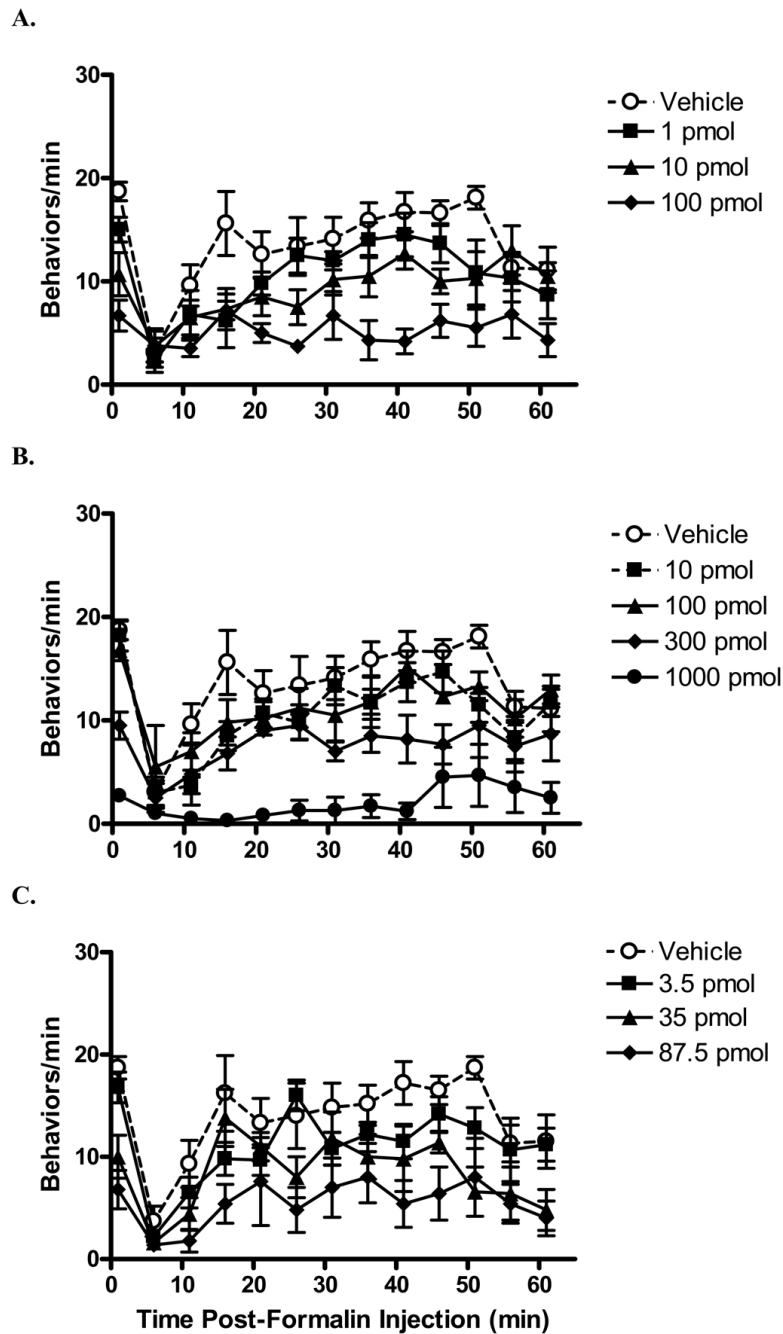 A.
30
20
10
0
Behaviors/min
0 10 20 30 40 50 60
Vehicle
1 pmol
10 pmol
100 pmol
B.
30
20
10
0
Behaviors/min
0 10 20 30 40 50 60
Vehicle
10 pmol
100 pmol
300 pmol
1000 pmol
C.
30
20
10
0
Behaviors/min
0 10 20 30 40 50 60
Time Post-Formalin Injection (min)
Vehicle
3.5 pmol
35 pmol
87.5 pmol